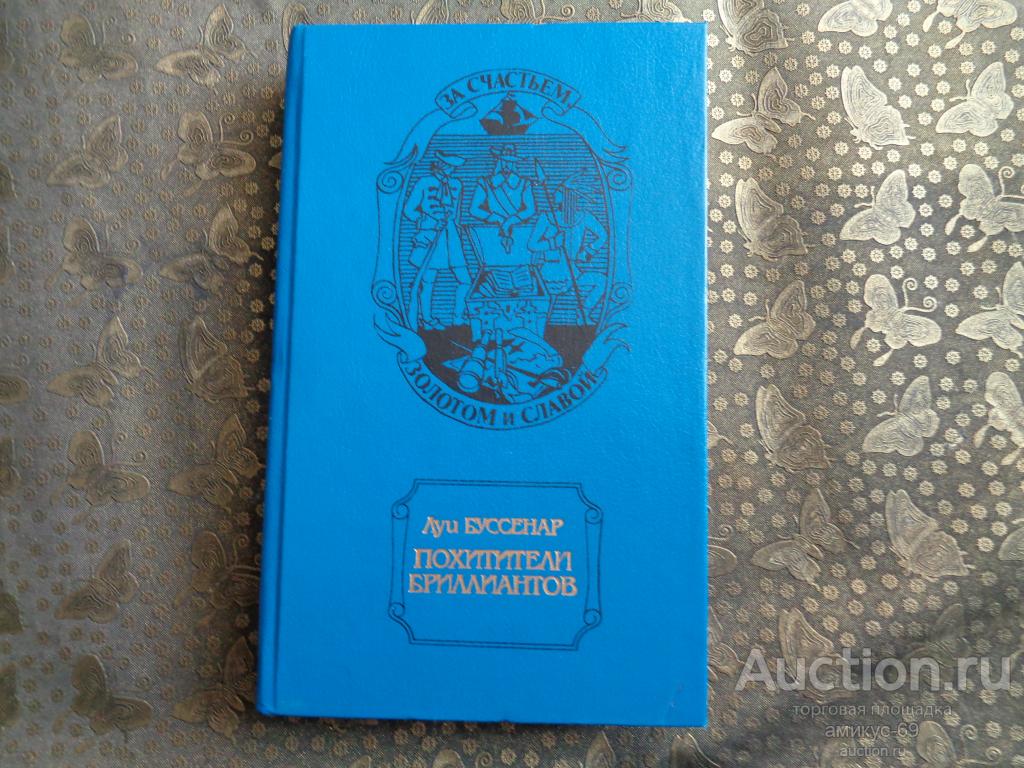 ЗА СЧАСТЬЕМ,
ЗОЛОТОМ и СЛАВОЙ
Луи БУССЕНАР
ПОХИТИТЕЛИ
БРИЛЛИАНТОВ
Auction.ru
торговая площадка
амикус-69
auction.ru